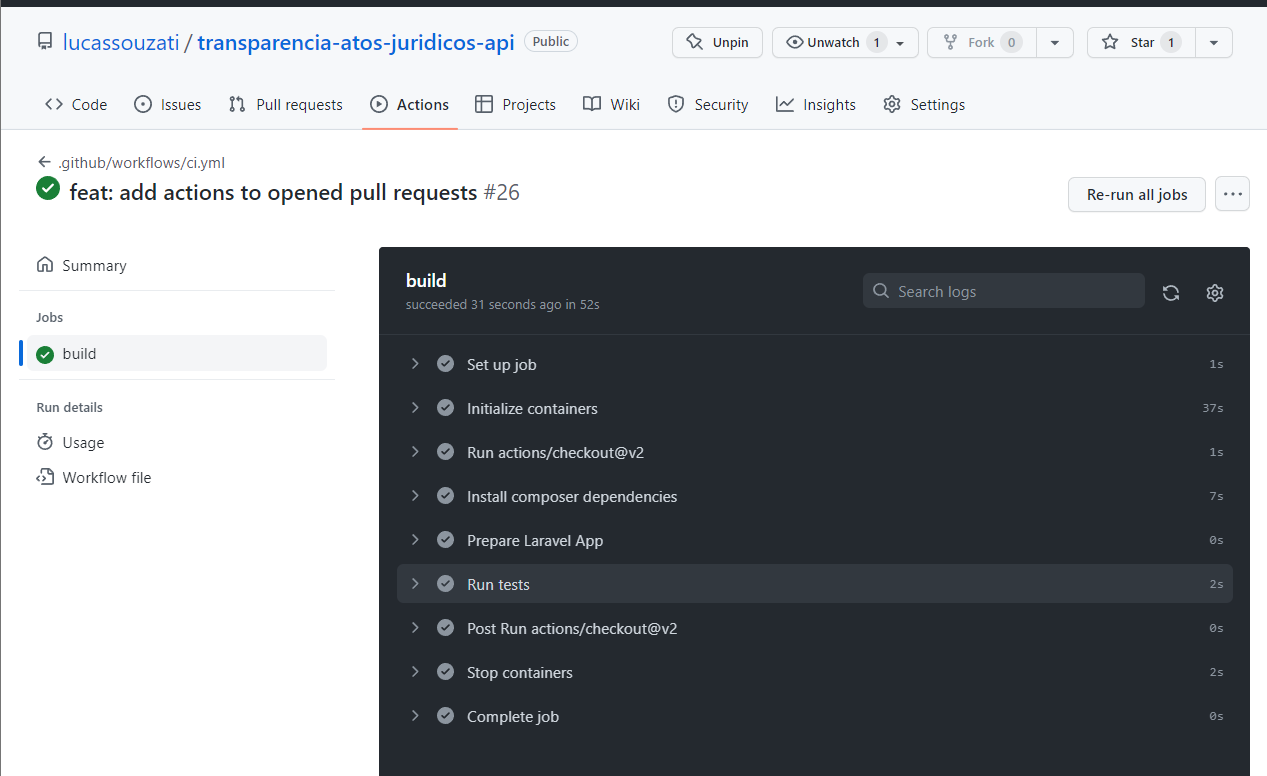 lucassouzati / transparencia-atos-juridicos-api Public Unpin Unwatch 1 Fork 0 Star 1
Code Issues Pull requests Actions Projects Wiki Security Insights Settings
.github/workflows/ci.yml
feat: add actions to opened pull requests #26
Re-run all jobs
Summary
Jobs
build
Run details
Usage
Workflow file
build
succeeded 31 seconds ago in 52s
Search logs
Set up job 1s
Initialize containers 37s
Run actions/checkout@v2 1s
Install composer dependencies 7s
Prepare Laravel App 0s
Run tests 2s
Post Run actions/checkout@v2 0s
Stop containers 2s
Complete job 0s